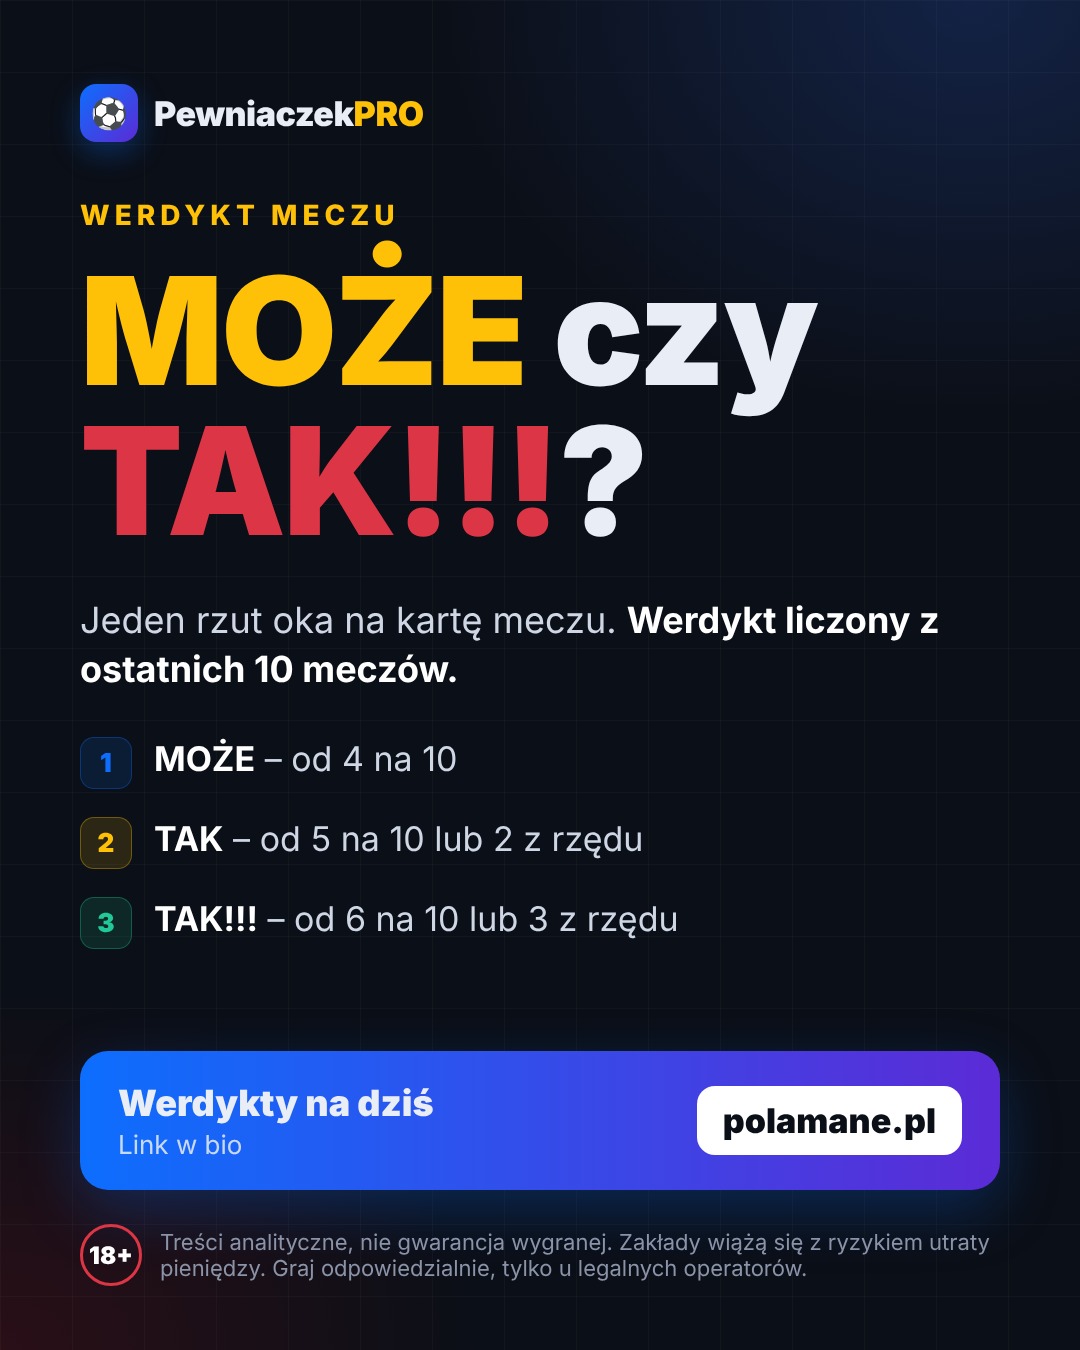 PewniaczekPRO
WERDYKT MECZU
MOŻE czy
TAK!!!?
Jeden rzut oka na kartę meczu. Werdykt liczony z
ostatnich 10 meczów.
1 MOŻE – od 4 na 10
2 TAK – od 5 na 10 lub 2 z rzędu
3 TAK!!! – od 6 na 10 lub 3 z rzędu
Werdykty na dziś
Link w bio
polamane.pl
18+
Treści analityczne, nie gwarancja wygranej. Zakłady wiążą się z ryzykiem utraty
pieniędzy. Graj odpowiedzialnie, tylko u legalnych operatorów.